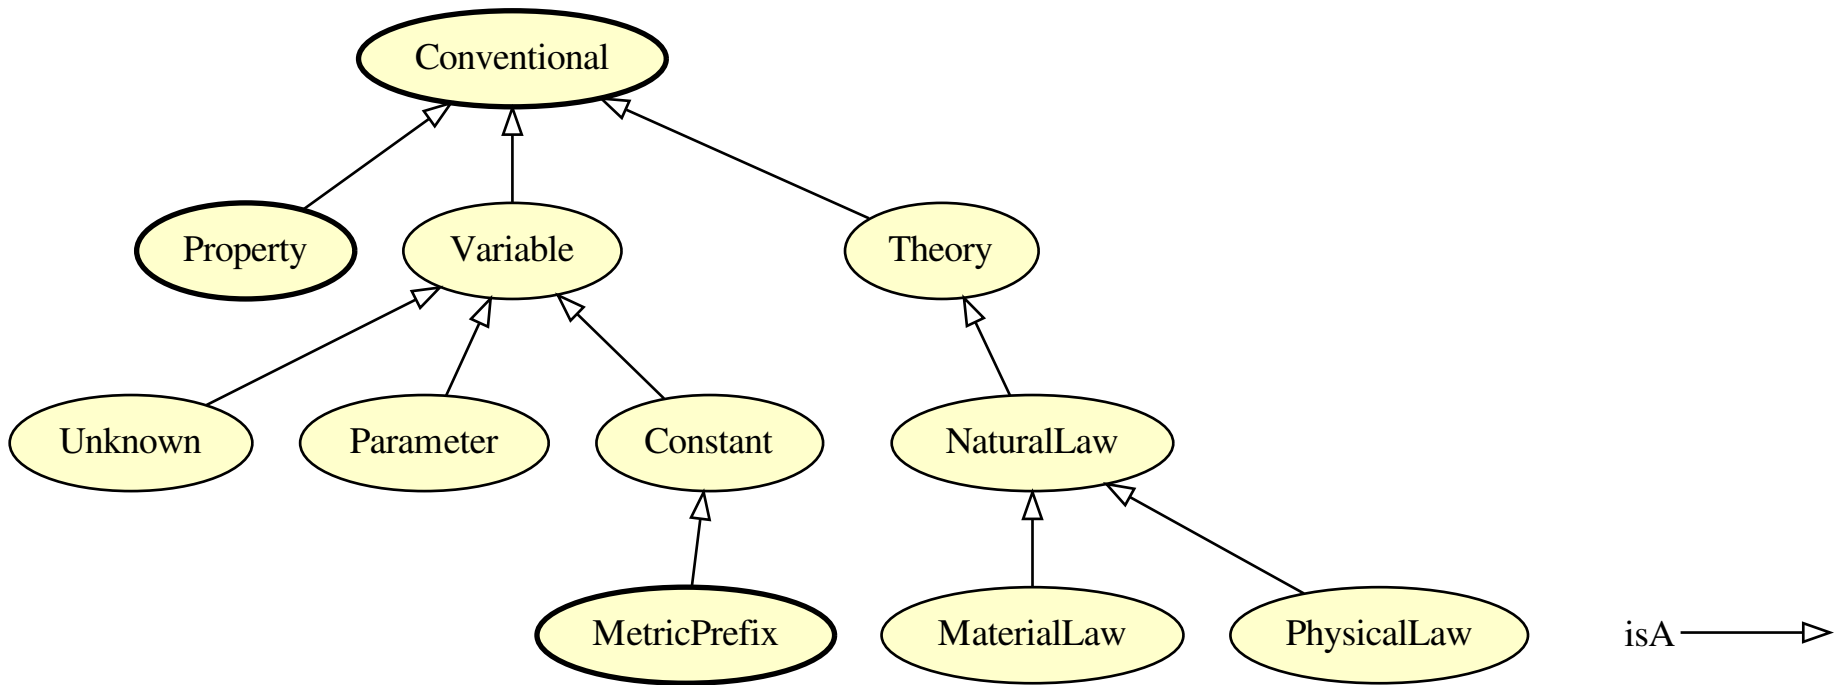 Conventional
Property
Variable
Theory
Unknown
Parameter
Constant
NaturalLaw
MetricPrefix
MaterialLaw
PhysicalLaw
isA